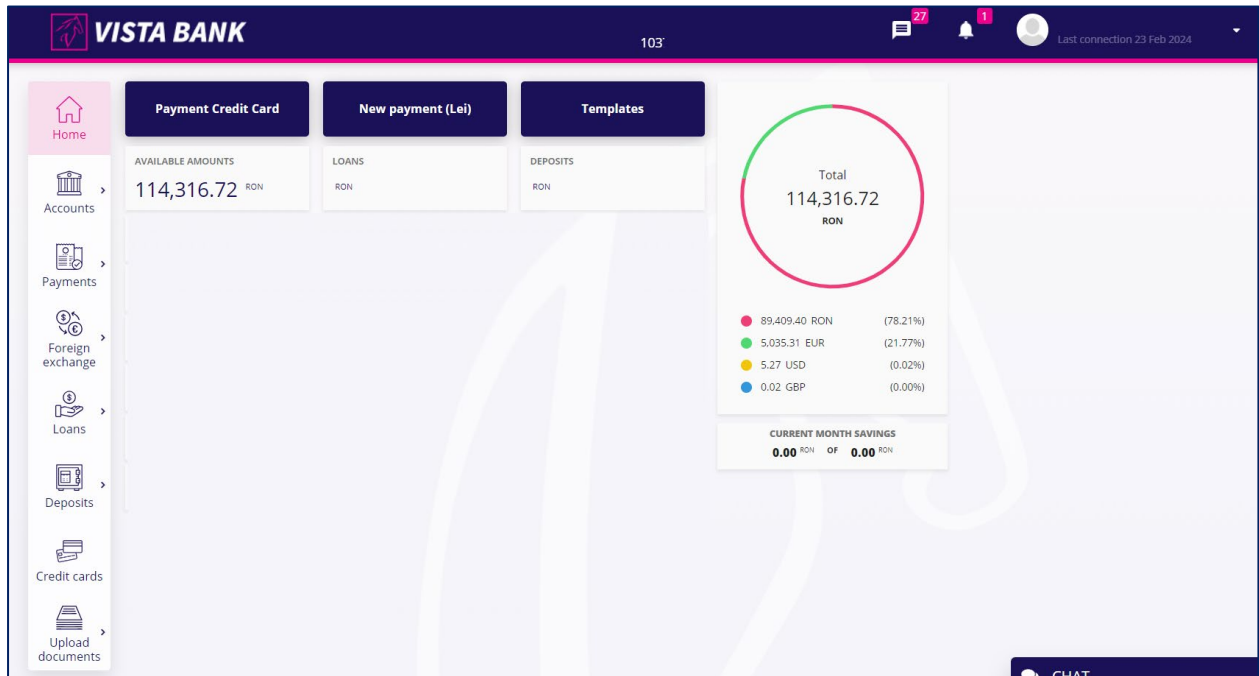 VISTA BANK
103
27
1
Last connection 23 Feb 2024
Home
Accounts
Payments
Foreign
exchange
Loans
Deposits
Credit cards
Upload
documents
Payment Credit Card
New payment (Lei)
Templates
AVAILABLE AMOUNTS
114,316.72 RON
LOANS
RON
DEPOSITS
RON
Total
114,316.72
RON
89,409.40 RON (78.21%)
5,035.31 EUR (21.77%)
5.27 USD (0.02%)
0.02 GBP (0.00%)
CURRENT MONTH SAVINGS
0.00 RON OF 0.00 RON
CHAT